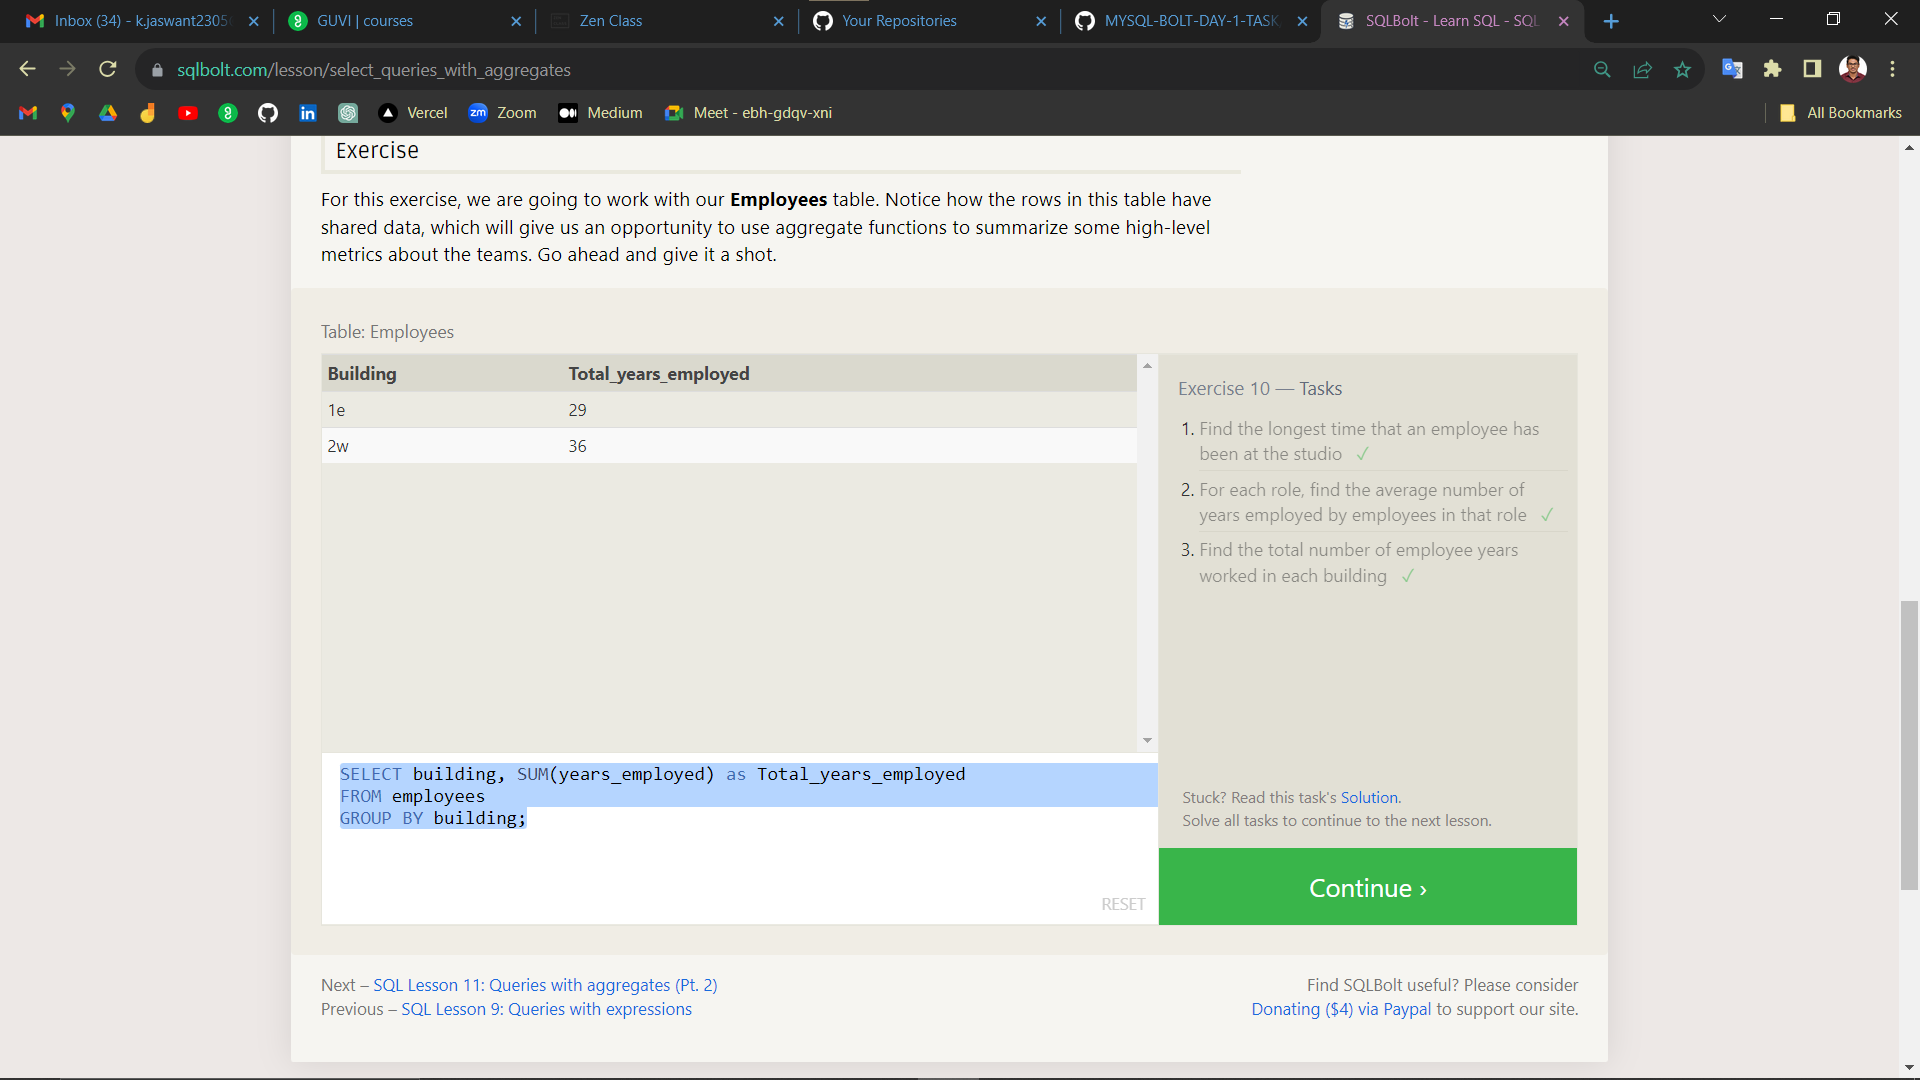 Inbox (34) - k.jaswant2305
GUVI | courses
Zen Class
Your Repositories
MYSQL-BOLT-DAY-1-TASK
SQLBolt - Learn SQL - SQL
sqlbolt.com/lesson/select_queries_with_aggregates
Vercel
zm Zoom
Medium
Meet - ebh-gdqv-xni
All Bookmarks
Exercise
For this exercise, we are going to work with our Employees table. Notice how the rows in this table have
shared data, which will give us an opportunity to use aggregate functions to summarize some high-level
metrics about the teams. Go ahead and give it a shot.
Table: Employees
Building Total_years_employed
1e 29
2w 36
SELECT building, SUM(years_employed) as Total_years_employed
FROM employees
GROUP BY building;
RESET
Exercise 10 — Tasks
1. Find the longest time that an employee has
been at the studio ✓
2. For each role, find the average number of
years employed by employees in that role ✓
3. Find the total number of employee years
worked in each building ✓
Stuck? Read this task's Solution.
Solve all tasks to continue to the next lesson.
Continue ›
Next – SQL Lesson 11: Queries with aggregates (Pt. 2)
Previous – SQL Lesson 9: Queries with expressions
Find SQLBolt useful? Please consider
Donating ($4) via Paypal to support our site.